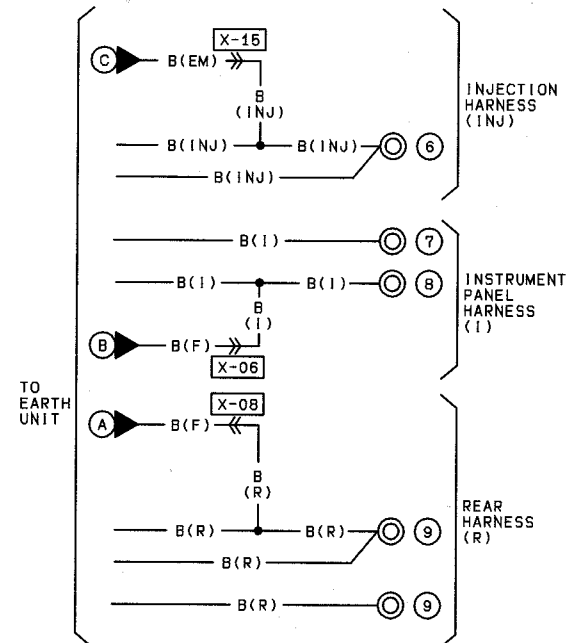 X-15
C B(EM)
B
(INJ)
B(INJ) B(INJ) 6
B(INJ)
INJECTION
HARNESS
(INJ)
B(I) 7
B(I) B(I) 8
B
(I)
B B(F)
X-06
INSTRUMENT
PANEL
HARNESS
(I)
TO
EARTH
UNIT
X-08
A B(F)
B
(R)
B(R) B(R) 9
B(R)
B(R) 9
REAR
HARNESS
(R)